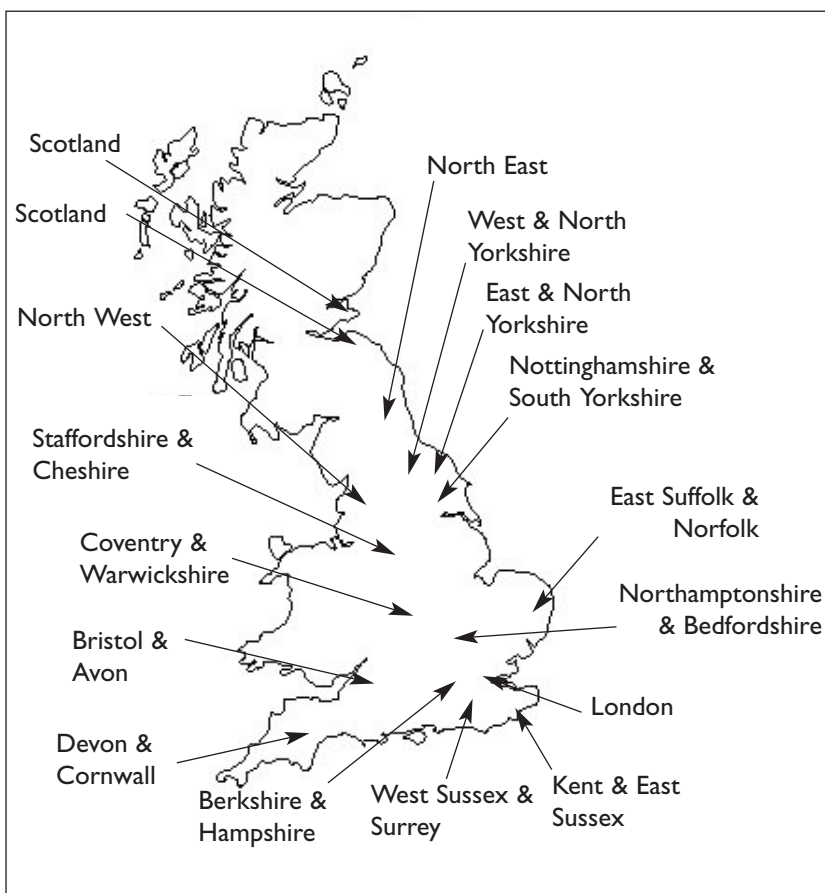 Scotland
North East
Scotland
West & North
Yorkshire
East & North
Yorkshire
North West
Nottinghamshire &
South Yorkshire
Staffordshire &
Cheshire
East Suffolk &
Norfolk
Coventry &
Warwickshire
Northamptonshire
& Bedfordshire
Bristol &
Avon
London
Devon &
Cornwall
Berkshire &
Hampshire
West Sussex &
Surrey
Kent & East
Sussex